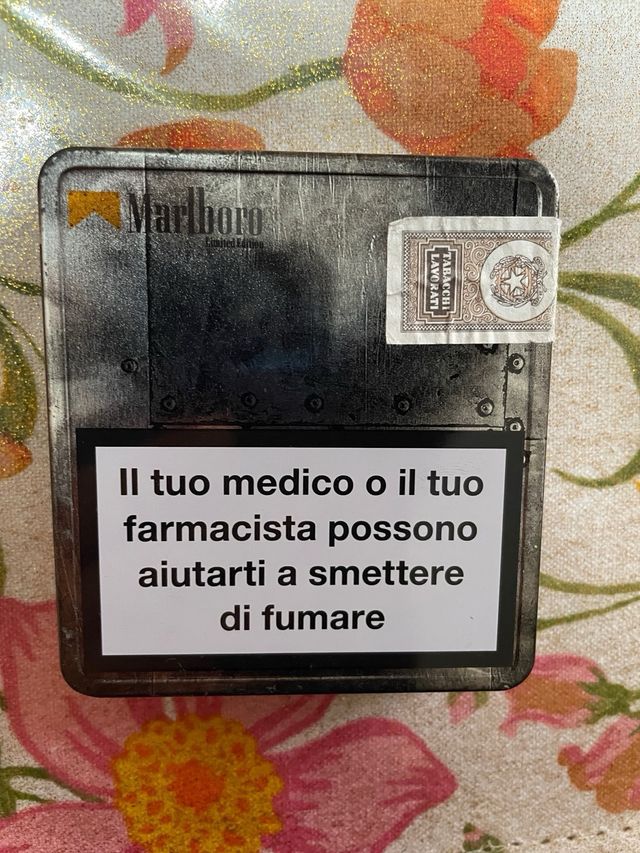 Marlboro
Limited Edition
TABACCHI
LAVORATI
Il tuo medico o il tuo
farmacista possono
aiutarti a smettere
di fumare